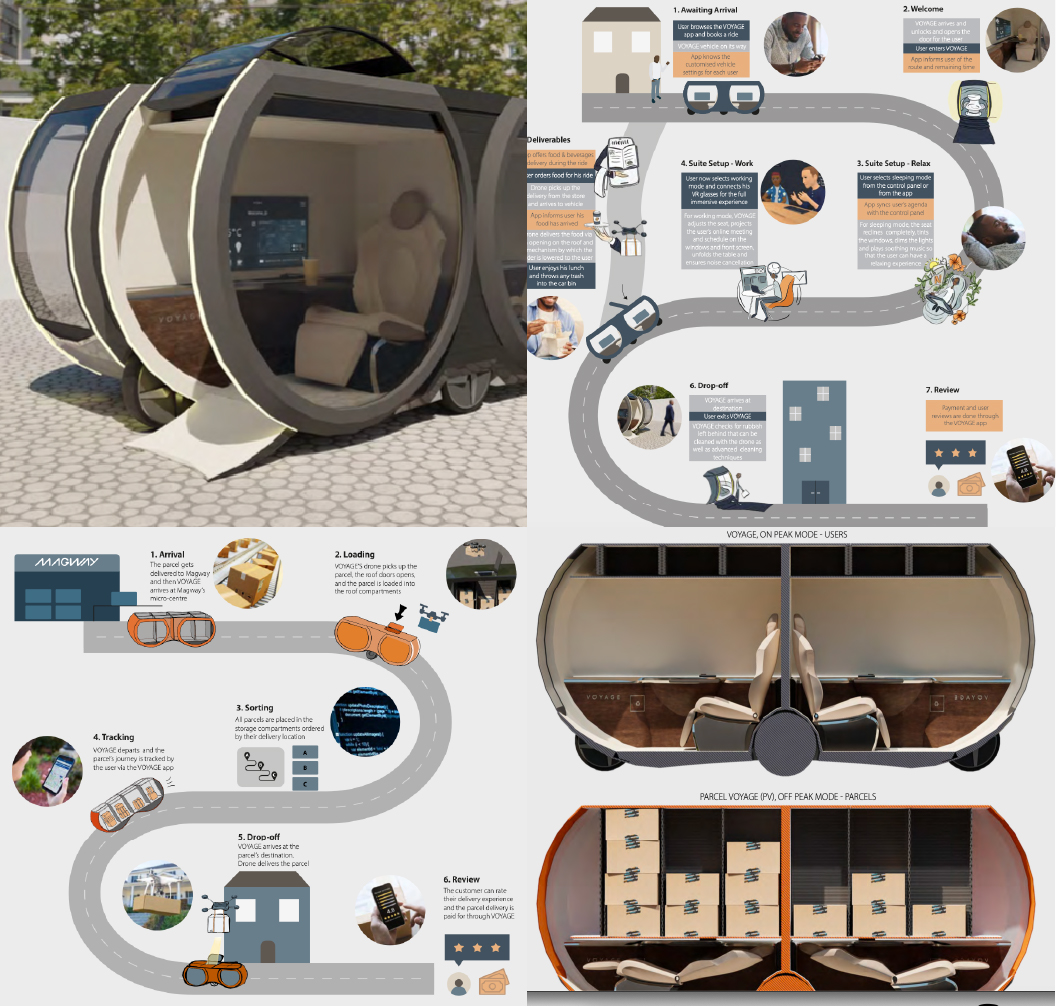 VOYAGE
1. Awaiting Arrival
User browses the VOYAGE
app and books a ride
VOYAGE vehicle on its way
App knows the
customised vehicle
settings for each user
2. Welcome
VOYAGE arrives and
unlocks and opens the
door for the user
User enters VOYAGE
App informs user of the
route and remaining time
Deliverables
offers food & beverages
delivery during the ride
orders food for his ride
Drone picks up the
delivery from the store
and arrives to vehicle
App informs user his
food has arrived
delivers the food via
opening on the roof and
mechanism by which the
is lowered to the user
User enjoys his lunch
and throws any trash
into the car bin
4. Suite Setup - Work
User now selects working
mode and connects his
VR glasses for the full
immersive experience
For working mode, VOYAGE
adjusts the seat, projects
the user's online meeting
and schedule on the
windows and front screen,
unfolds the table and
ensures noise cancellation
3. Suite Setup - Relax
User selects sleeping mode
from the control panel or
from the app
App syncs user's agenda
with the control panel
For sleeping mode, the seat
reclines completely, tints
the windows, dims the lights
and plays soothing music so
that the user can have a
relaxing experience
6. Drop-off
VOYAGE arrives at
destination
User exits VOYAGE
VOYAGE checks for rubbish
left behind that can be
cleaned with the drone as
well as advanced cleaning
techniques
7. Review
Payment and user
reviews are done through
the VOYAGE app
4.8
MAGWAY
1. Arrival
The parcel gets
delivered to Magway
and then VOYAGE
arrives at Magway's
micro-centre
2. Loading
VOYAGE'S drone picks up the
parcel, the roof doors opens,
and the parcel is loaded into
the roof compartments
3. Sorting
All parcels are placed in the
storage compartments ordered
by their delivery location
A
B
C
4. Tracking
VOYAGE departs and the
parcel's journey is tracked by
the user via the VOYAGE app
5. Drop-off
VOYAGE arrives at the
parcel's destination.
Drone delivers the parcel
6. Review
The customer can rate
their delivery experience
and the parcel delivery is
paid for through VOYAGE
4.8
VOYAGE, ON PEAK MODE - USERS
VOYAGE
VOYAGE
PARCEL VOYAGE (PV), OFF PEAK MODE - PARCELS